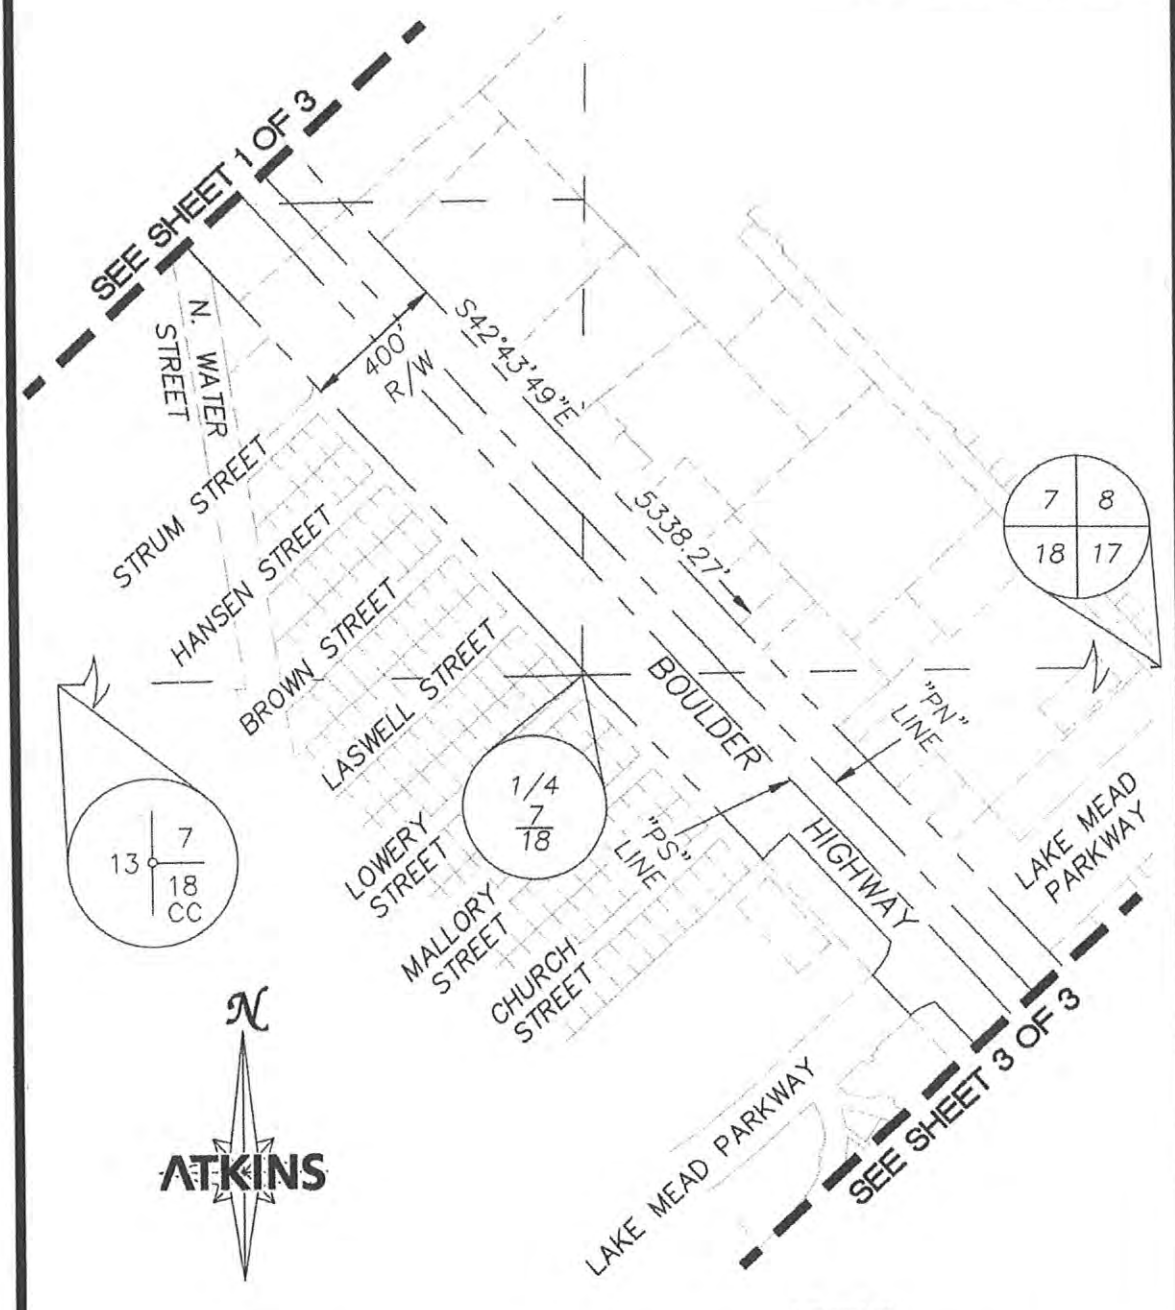 SEE SHEET 1 OF 3
N. WATER
STREET
400'
R/W
S42°43'49"E
5338.27'
STRUM STREET
HANSEN STREET
BROWN STREET
LASWELL STREET
LOWERY
STREET
MALLORY
STREET
CHURCH
STREET
7 8
18 17
BOULDER
HIGHWAY
"PN"
LINE
"PS"
LINE
1/4
7
18
13 7
18
CC
LAKE MEAD
PARKWAY
LAKE MEAD PARKWAY
SEE SHEET 3 OF 3
N
ATKINS